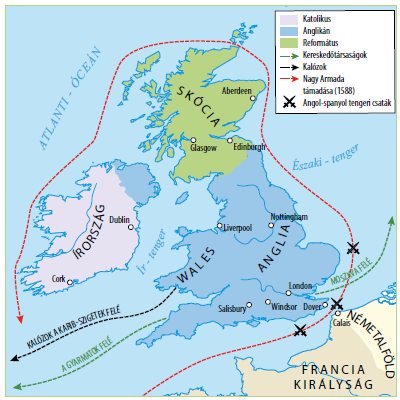 Katolikus
Anglikán
Református
Kereskedőtársaságok
Kalózok
Nagy Armada
támadása (1588)
Angol-spanyol tengeri csaták
ATLANTI - ÓCEÁN
SKÓCIA
Aberdeen
Glasgow
Edinburgh
Északi - tenger
ÍRORSZÁG
Dublin
Cork
Ír - tenger
Liverpool
Nottingham
WALES
ANGLIA
MOSZKVA FELÉ
London
Salisbury
Windsor
Dover
Calais
NÉMETALFÖLD
KALÓZOK A KARIB-SZIGETEK FELÉ
A GYARMATOK FELÉ
FRANCIA
KIRÁLYSÁG